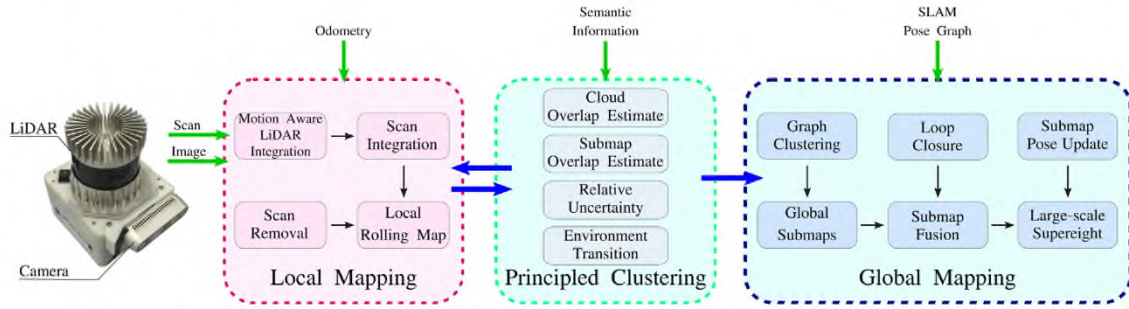 LiDAR
Camera
Scan
Image
Odometry
Motion Aware
LiDAR
Integration
Scan
Integration
Scan
Removal
Local
Rolling Map
Local Mapping
Semantic
Information
Cloud
Overlap Estimate
Submap
Overlap Estimate
Relative
Uncertainty
Environment
Transition
Principled Clustering
SLAM
Pose Graph
Graph
Clustering
Loop
Closure
Submap
Pose Update
Global
Submaps
Submap
Fusion
Large-scale
Supereight
Global Mapping